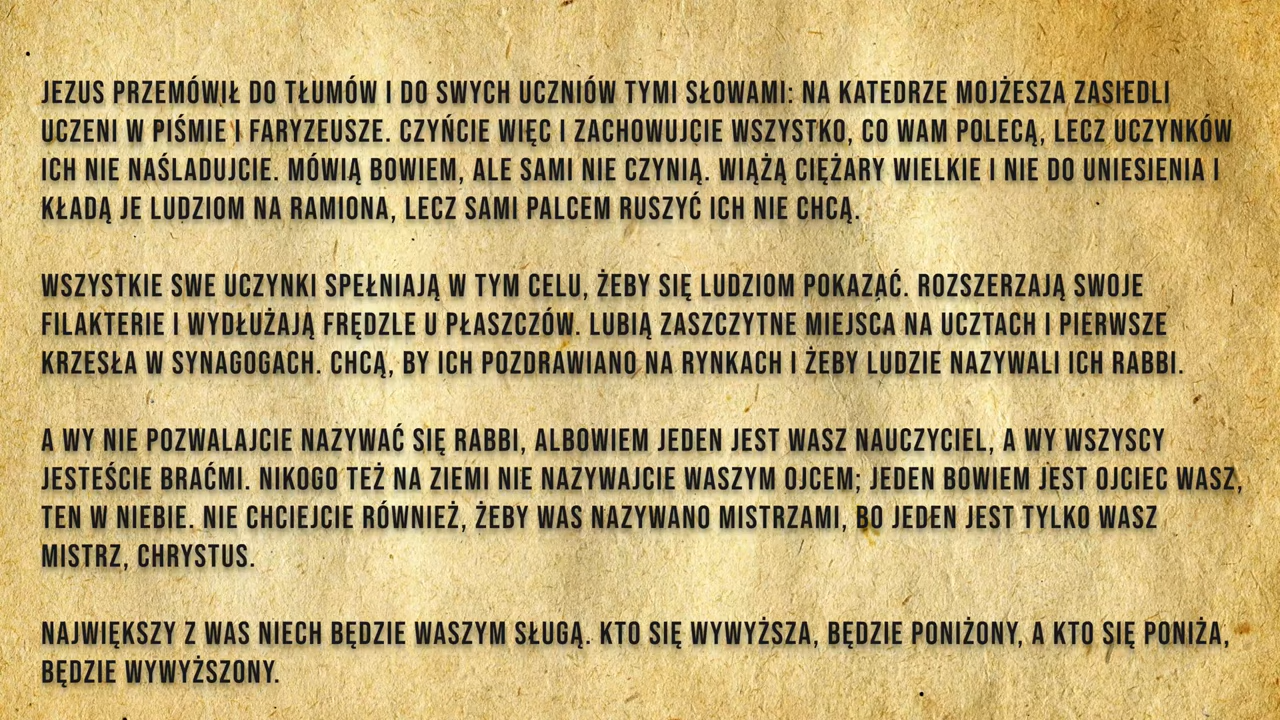 JEZUS PRZEMÓWIŁ DO TŁUMÓW I DO SWYCH UCZNIÓW TYMI SŁOWAMI: NA KATEDRZE MOJŻESZA ZASIEDLI
UCZENI W PIŚMIE I FARYZEUSZE. CZYŃCIE WIĘC I ZACHOWUJCIE WSZYSTKO, CO WAM POLECĄ, LECZ UCZYNKÓW
ICH NIE NAŚLADUJCIE. MÓWIĄ BOWIEM, ALE SAMI NIE CZYNIĄ. WIĄŻĄ CIĘŻARY WIELKIE I NIE DO UNIESIENIA I
KŁADĄ JE LUDZIOM NA RAMIONA, LECZ SAMI PALCEM RUSZYĆ ICH NIE CHCĄ.
WSZYSTKIE SWE UCZYNKI SPEŁNIAJĄ W TYM CELU, ŻEBY SIĘ LUDZIOM POKAZAĆ. ROZSZERZAJĄ SWOJE
FILAKTERIE I WYDŁUŻAJĄ FRĘDZLE U PŁASZCZÓW. LUBIĄ ZASZCZYTNE MIEJSCA NA UCZTACH I PIERWSZE
KRZESŁA W SYNAGOGACH. CHCĄ, BY ICH POZDRAWIANO NA RYNKACH I ŻEBY LUDZIE NAZYWALI ICH RABBI.
A WY NIE POZWALAJCIE NAZYWAĆ SIĘ RABBI, ALBOWIEM JEDEN JEST WASZ NAUCZYCIEL, A WY WSZYSCY
JESTEŚCIE BRAĆMI. NIKOGO TEŻ NA ZIEMI NIE NAZYWAJCIE WASZYM OJCEM; JEDEN BOWIEM JEST OJCIEC WASZ,
TEN W NIEBIE. NIE CHCIEJCIE RÓWNIEŻ, ŻEBY WAS NAZYWANO MISTRZAMI, BO JEDEN JEST TYLKO WASZ
MISTRZ, CHRYSTUS.
NAJWIĘKSZY Z WAS NIECH BĘDZIE WASZYM SŁUGĄ. KTO SIĘ WYWYŻSZA, BĘDZIE PONIŻONY, A KTO SIĘ PONIŻA,
BĘDZIE WYWYŻSZONY.